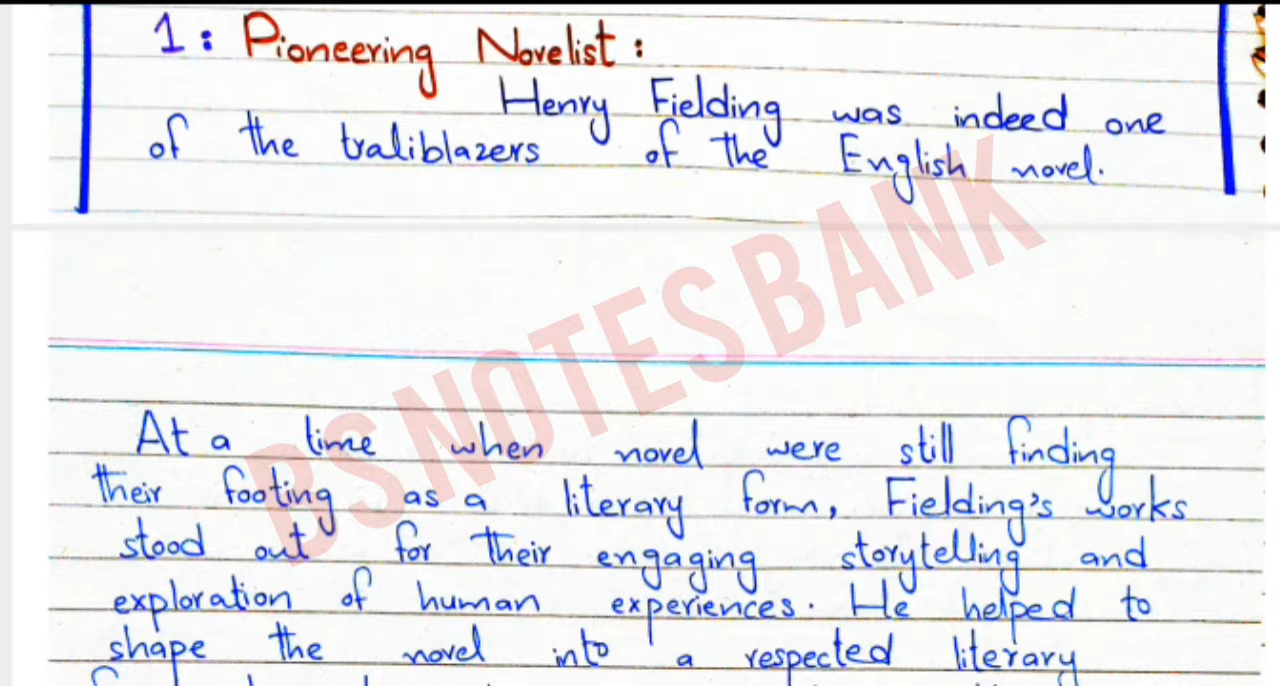 1: Pioneering Novelist:
Henry Fielding was indeed one
of the traliblazers of the English novel.
BSNOTES BANK
At a time when novel were still finding
their footing as a literary form, Fielding's works
stood out for their engaging storytelling and
exploration of human experiences. He helped to
shape the novel into a respected literary